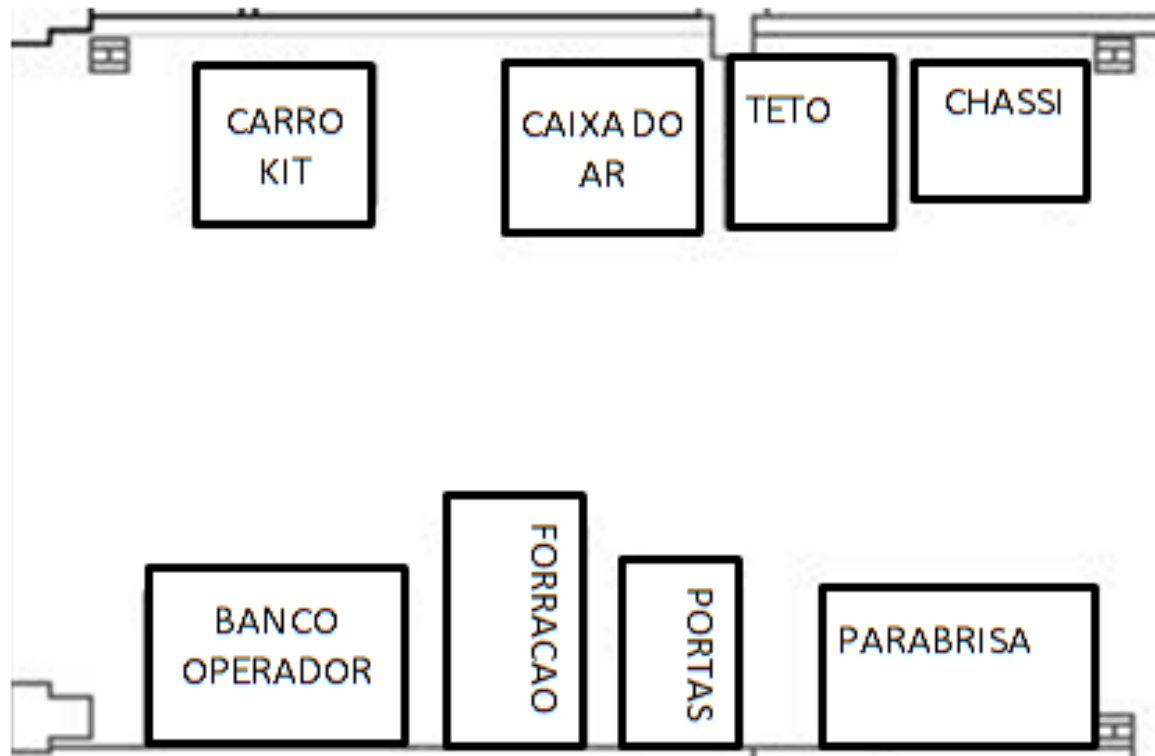 CARRO
KIT
CAIXA DO
AR
TETO
CHASSI
BANCO
OPERADOR
FORRACAO
PORTAS
PARABRISA